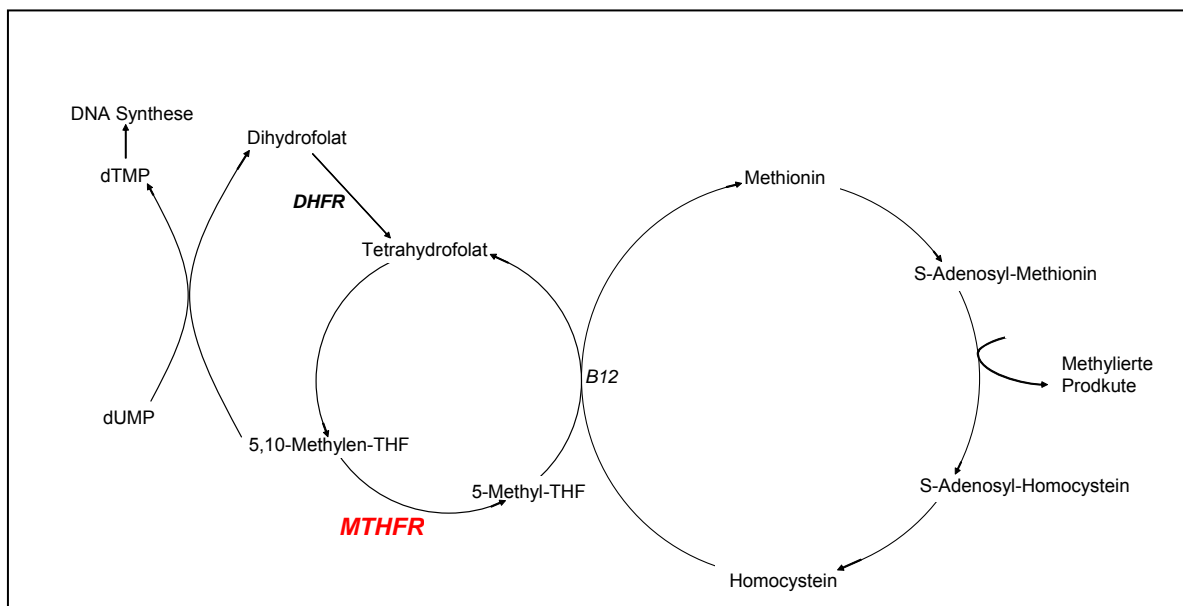 DNA Synthese
Dihydrofolat
dTMP
Methionin
DHFR
Tetrahydrofolat
S-Adenosyl-Methionin
B12
Methylierte
Prodkute
dUMP
5,10-Methylen-THF
5-Methyl-THF
S-Adenosyl-Homocystein
MTHFR
Homocystein